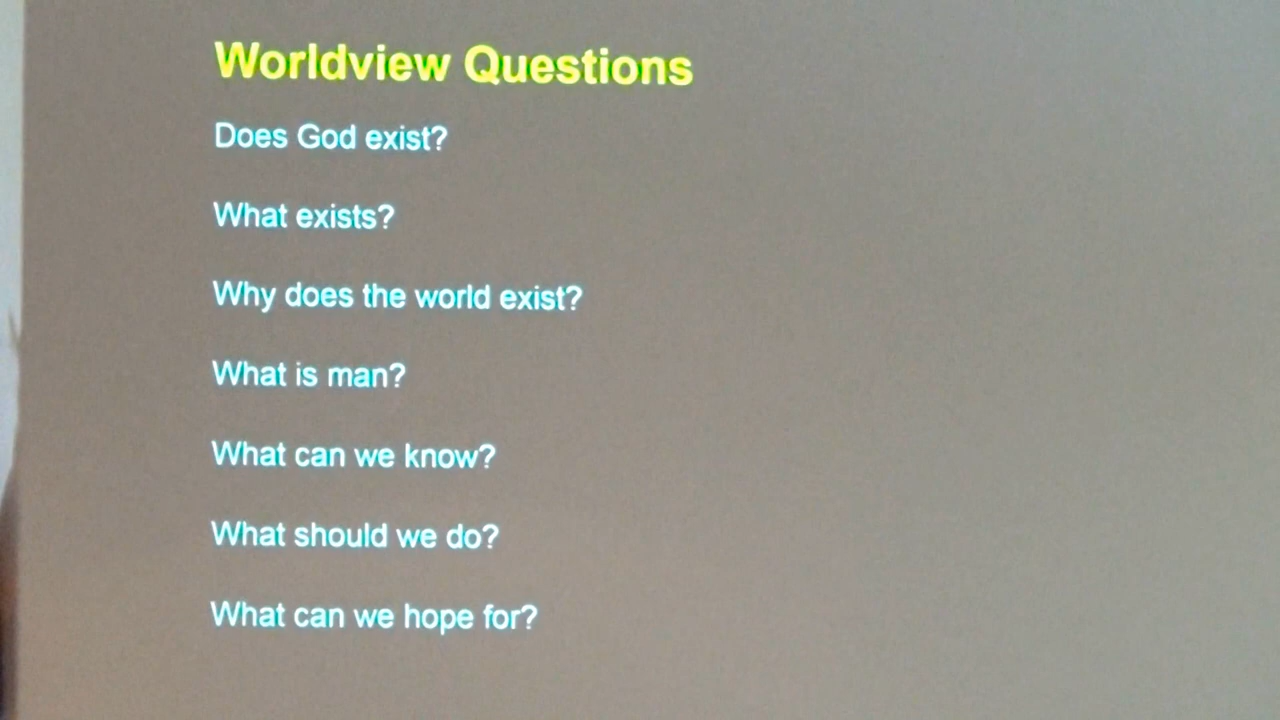 Worldview Questions
Does God exist?
What exists?
Why does the world exist?
What is man?
What can we know?
What should we do?
What can we hope for?